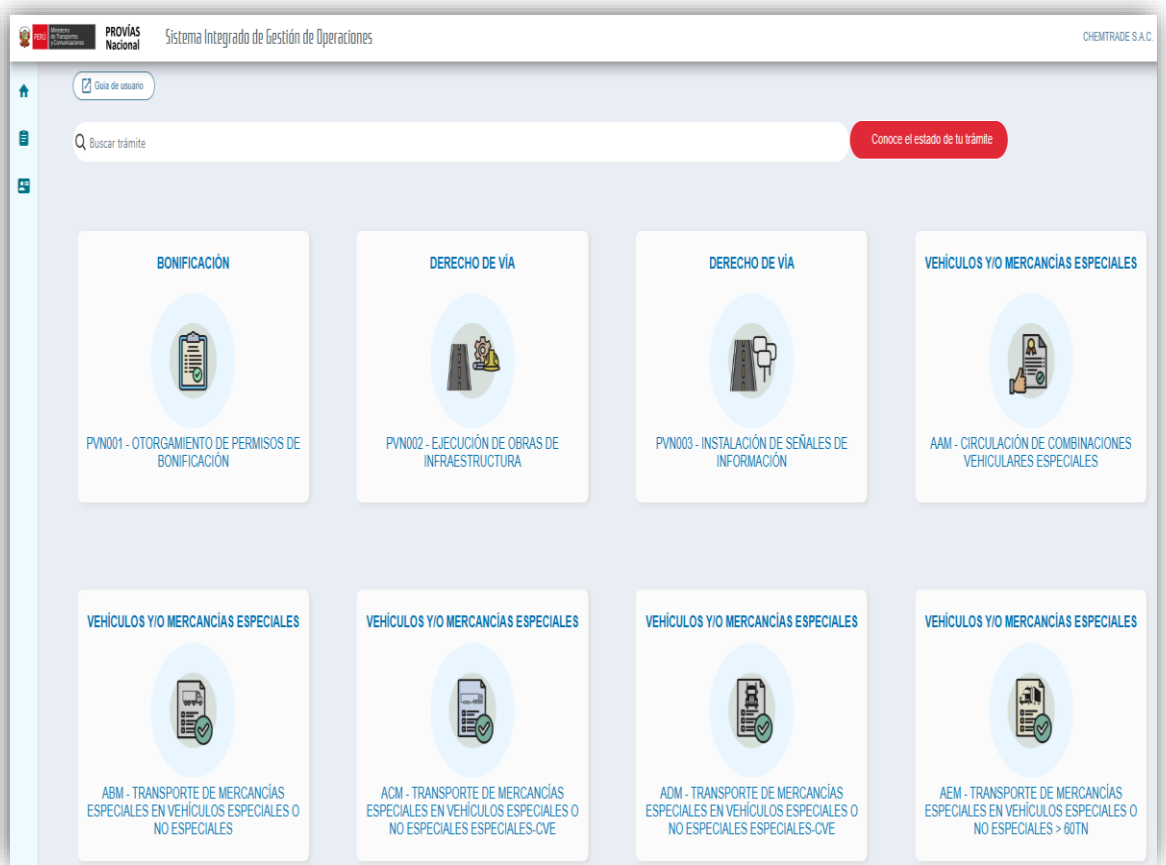 PERÚ
Ministerio
de Transportes
y Comunicaciones
PROVÍAS
Nacional
Sistema Integrado de Gestión de Operaciones
CHEMTRADE S.A.C.
Guia de usuario
Buscar trámite
Conoce el estado de tu trámite
BONIFICACIÓN
PVN001 - OTORGAMIENTO DE PERMISOS DE
BONIFICACIÓN
DERECHO DE VÍA
PVN002 - EJECUCIÓN DE OBRAS DE
INFRAESTRUCTURA
DERECHO DE VÍA
PVN003 - INSTALACIÓN DE SEÑALES DE
INFORMACIÓN
VEHÍCULOS Y/O MERCANCÍAS ESPECIALES
AAM - CIRCULACIÓN DE COMBINACIONES
VEHICULARES ESPECIALES
VEHÍCULOS Y/O MERCANCÍAS ESPECIALES
ABM - TRANSPORTE DE MERCANCÍAS
ESPECIALES EN VEHÍCULOS ESPECIALES O
NO ESPECIALES
VEHÍCULOS Y/O MERCANCÍAS ESPECIALES
ACM - TRANSPORTE DE MERCANCÍAS
ESPECIALES EN VEHÍCULOS ESPECIALES O
NO ESPECIALES ESPECIALES-CVE
VEHÍCULOS Y/O MERCANCÍAS ESPECIALES
ADM - TRANSPORTE DE MERCANCÍAS
ESPECIALES EN VEHÍCULOS ESPECIALES O
NO ESPECIALES ESPECIALES-CVE
VEHÍCULOS Y/O MERCANCÍAS ESPECIALES
AEM - TRANSPORTE DE MERCANCÍAS
ESPECIALES EN VEHÍCULOS ESPECIALES O
NO ESPECIALES > 60TN